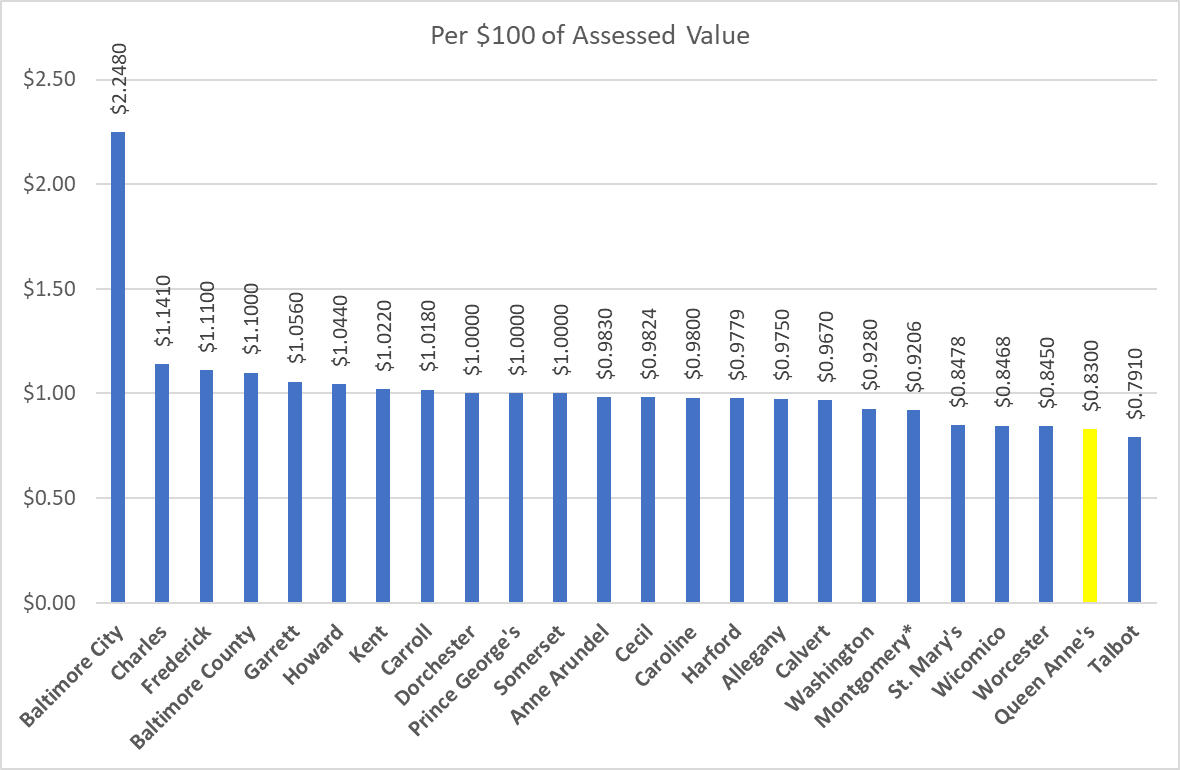 Per $100 of Assessed Value
$2.50
$2.00
$1.50
$1.00
$0.50
$0.00
$2.2480
$1.1410
$1.1100
$1.1000
$1.0560
$1.0440
$1.0220
$1.0180
$1.0000
$1.0000
$1.0000
$0.9830
$0.9824
$0.9800
$0.9779
$0.9750
$0.9670
$0.9280
$0.9206
$0.8478
$0.8468
$0.8450
$0.8300
$0.7910
Baltimore City
Charles
Frederick
Baltimore County
Garrett
Howard
Kent
Carroll
Dorchester
Prince George's
Somerset
Anne Arundel
Cecil
Caroline
Harford
Allegany
Calvert
Washington
Montgomery*
St. Mary's
Wicomico
Worcester
Queen Anne's
Talbot